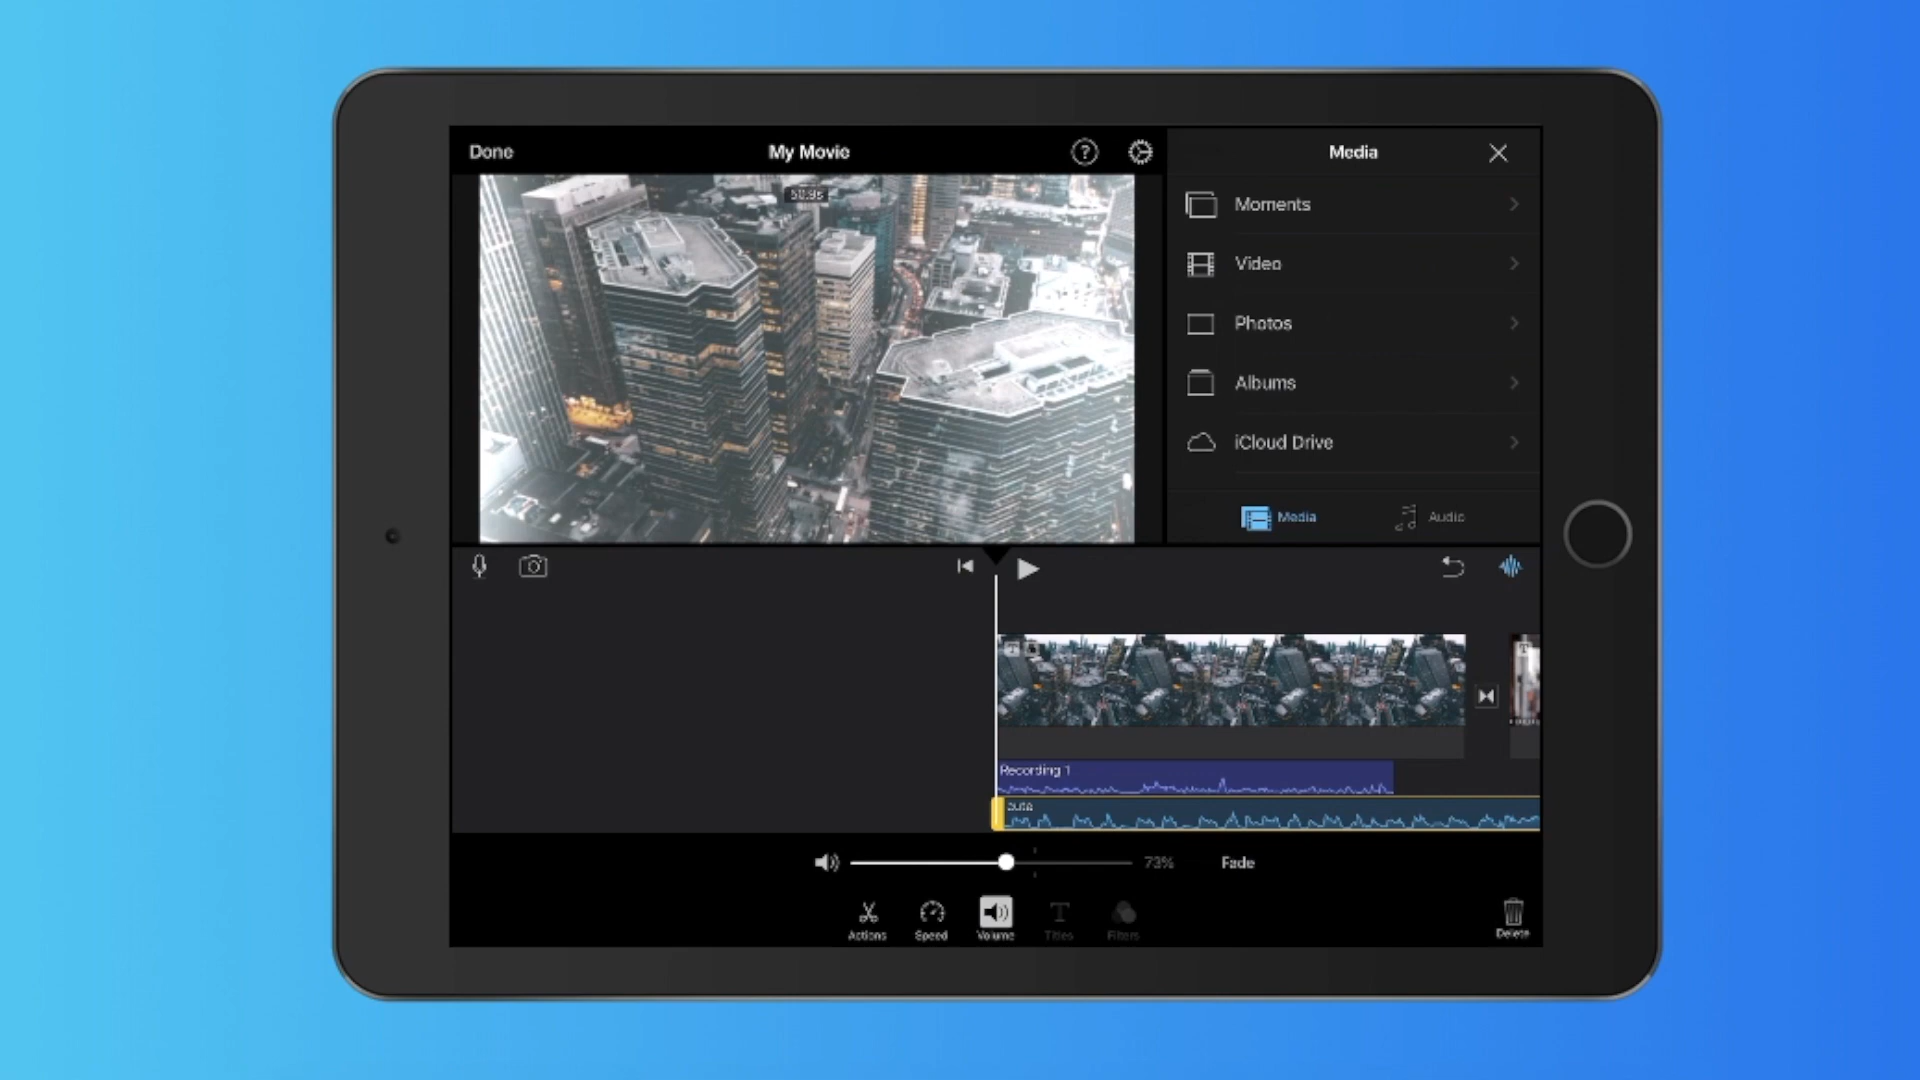 Done
My Movie
?
Media
Moments
Video
Photos
Albums
iCloud Drive
Media
Audio
T
T
Recording 1
cute
73%
Fade
T
Actions
Speed
Volume
Titles
Filters
Delete